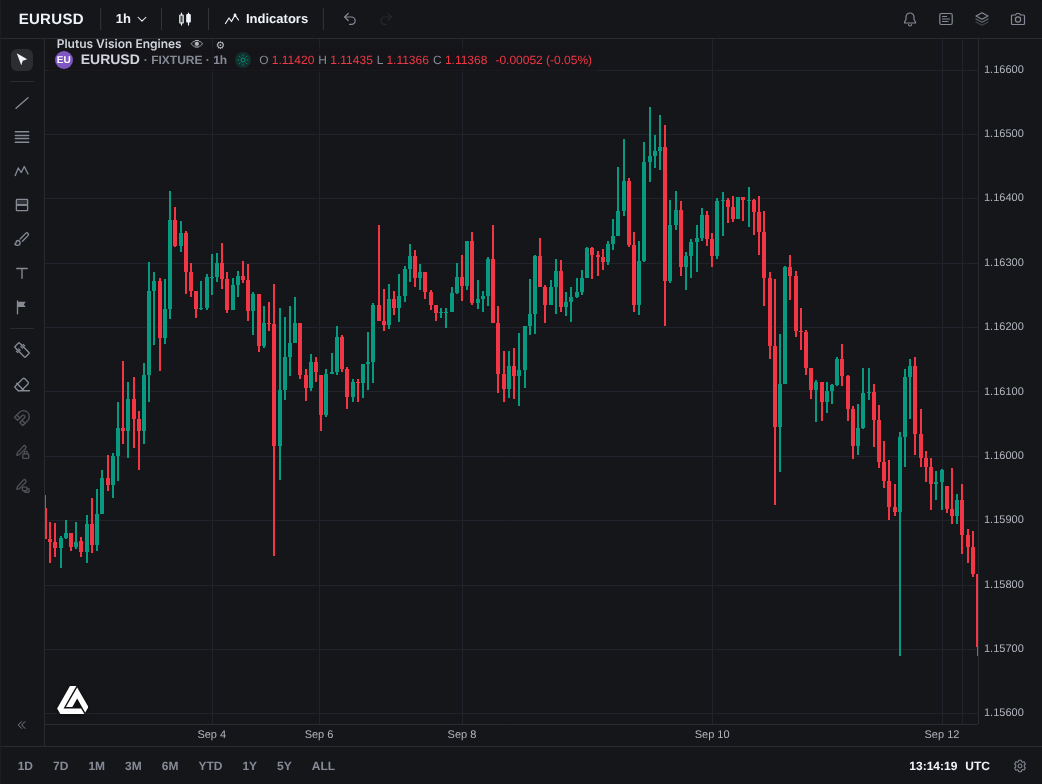 EURUSD 1h Indicators
Plutus Vision Engines
EU EURUSD · FIXTURE · 1h O 1.11420 H 1.11435 L 1.11366 C 1.11368 -0.00052 (-0.05%)
1.16600
1.16500
1.16400
1.16300
1.16200
1.16100
1.16000
1.15900
1.15800
1.15700
1.15600
Sep 4 Sep 6 Sep 8 Sep 10 Sep 12
1D 7D 1M 3M 6M YTD 1Y 5Y ALL 13:14:19 UTC